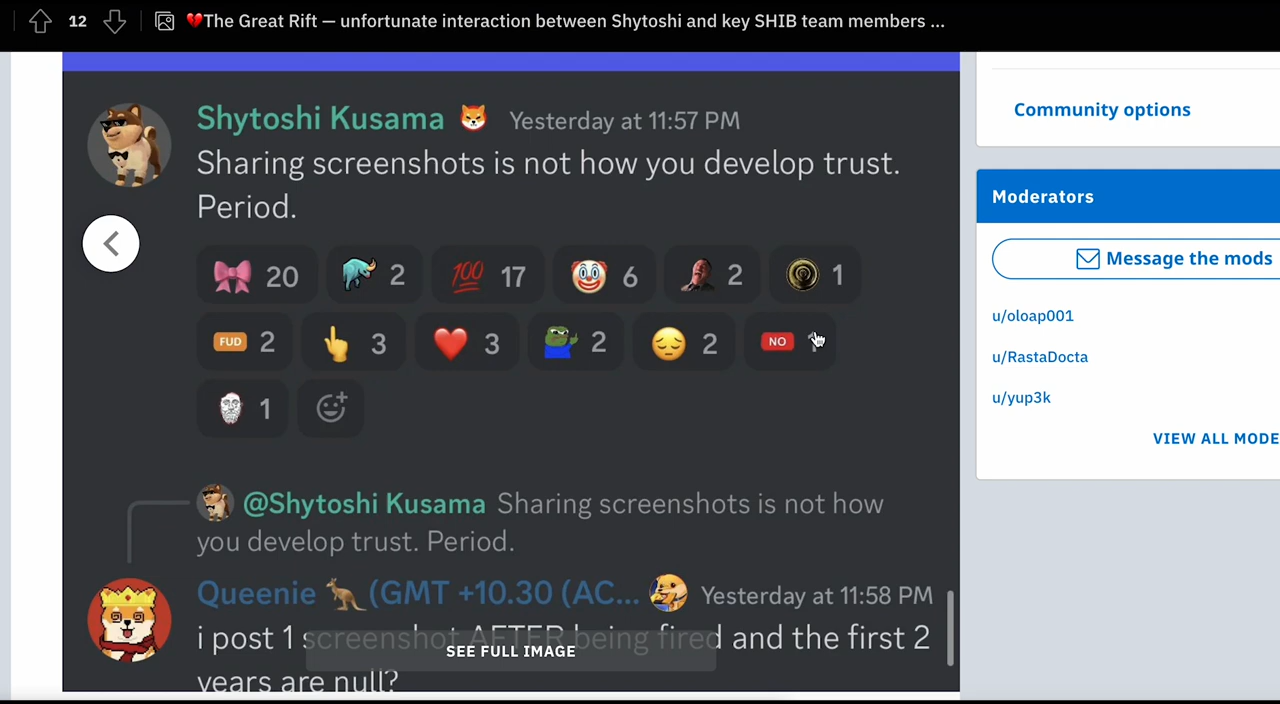 12
💔The Great Rift — unfortunate interaction between Shytoshi and key SHIB team members ...
Shytoshi Kusama Yesterday at 11:57 PM
Sharing screenshots is not how you develop trust.
Period.
20 2 17 6 2 1
FUD 2 3 3 2 2 NO
1
@Shytoshi Kusama Sharing screenshots is not how
you develop trust. Period.
Queenie 🦘 (GMT +10.30 (AC... Yesterday at 11:58 PM
i post 1 screenshot AFTER being fired and the first 2
SEE FULL IMAGE
years are null?
Community options
Moderators
Message the mods
u/oloap001
u/RastaDocta
u/yup3k
VIEW ALL MODE